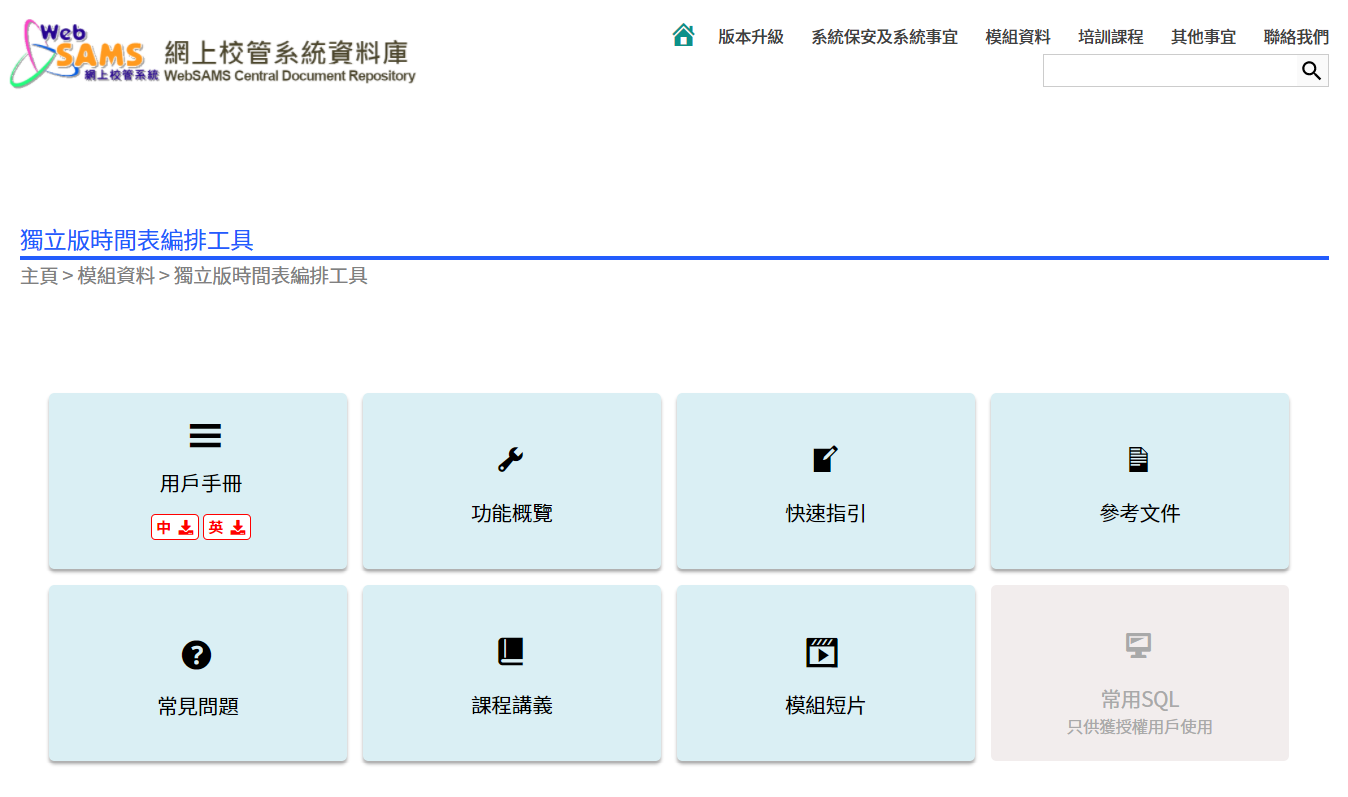 Web
SAMS
網上校管系統
網上校管系統資料庫
WebSAMS Central Document Repository
版本升級 系統保安及系統事宜 模組資料 培訓課程 其他事宜 聯絡我們
獨立版時間表編排工具
主頁 > 模組資料 > 獨立版時間表編排工具
用戶手冊
中 英
功能概覽
快速指引
參考文件
常見問題
課程講義
模組短片
常用SQL
只供獲授權用戶使用